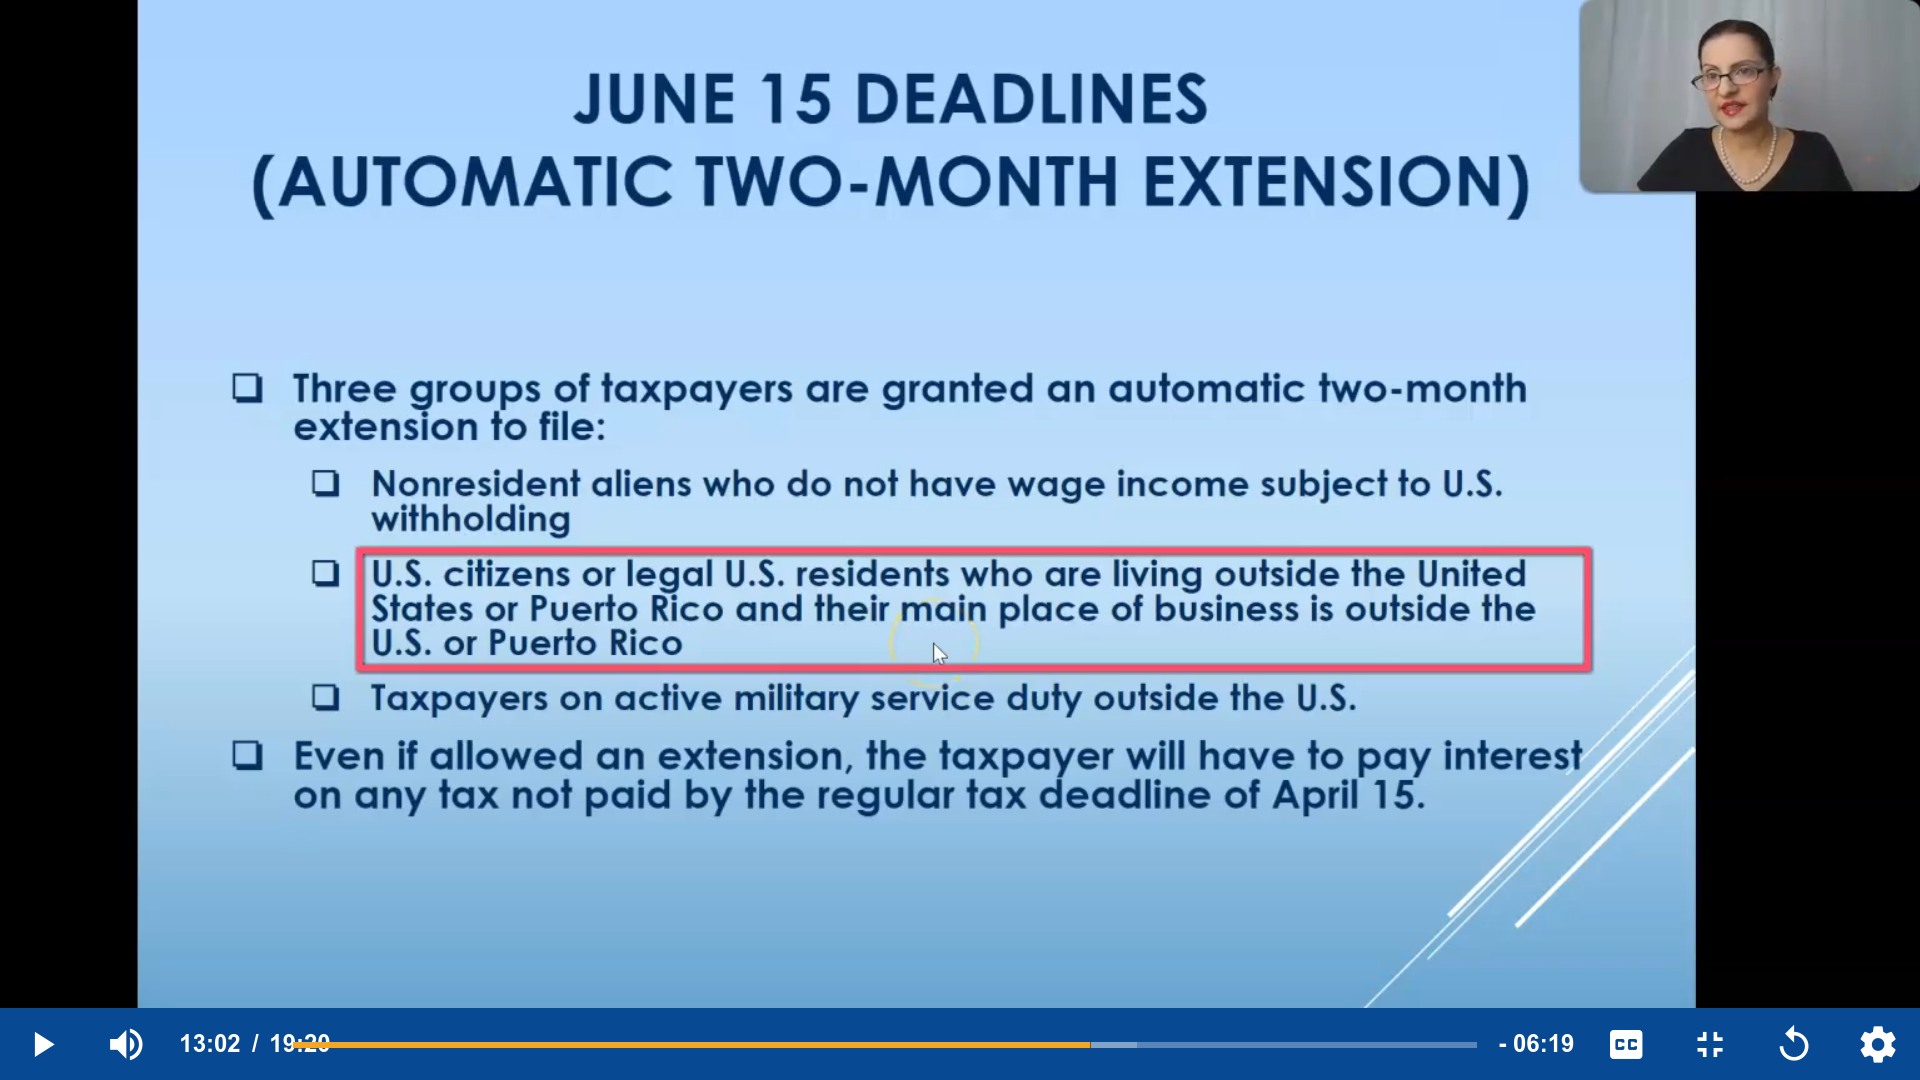 JUNE 15 DEADLINES
(AUTOMATIC TWO-MONTH EXTENSION)
Three groups of taxpayers are granted an automatic two-month
extension to file:
Nonresident aliens who do not have wage income subject to U.S.
withholding
U.S. citizens or legal U.S. residents who are living outside the United
States or Puerto Rico and their main place of business is outside the
U.S. or Puerto Rico
Taxpayers on active military service duty outside the U.S.
Even if allowed an extension, the taxpayer will have to pay interest
on any tax not paid by the regular tax deadline of April 15.
13:02 / 19:20 - 06:19 CC